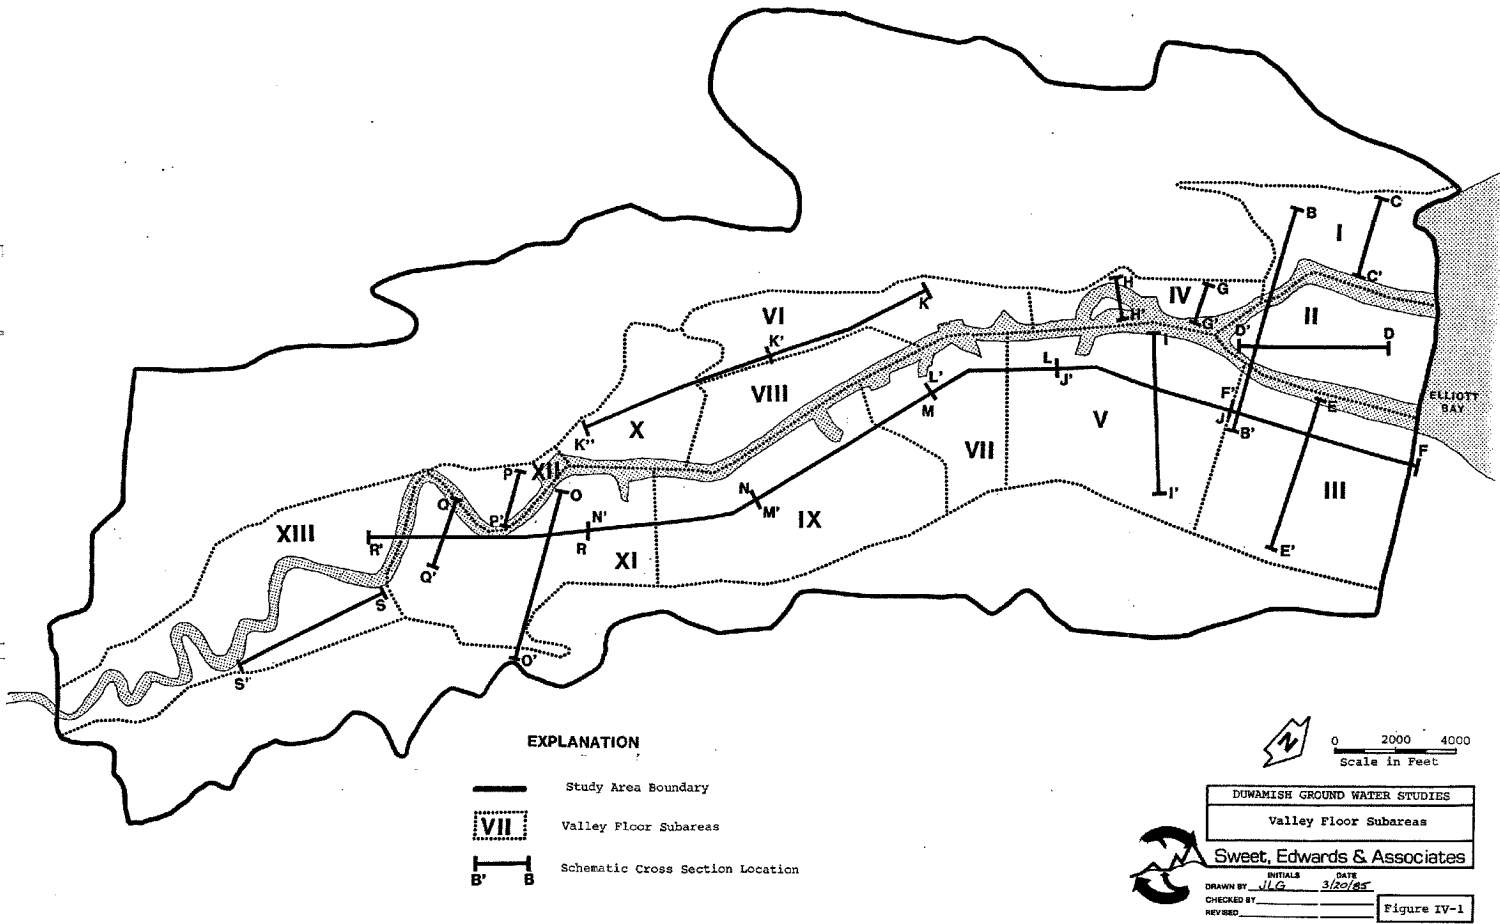 C
B
I
C'
H
G
IV
K
H'
G'
II
VI
D'
D
I
K'
L
J'
L'
VIII
M
F'
E
ELLIOTT
BAY
J
V
B'
X
K"
VII
F
P
XII
O
N
III
Q
M'
IX
I'
P'
N'
XIII
R'
R
E'
XI
Q'
S
O'
S"
EXPLANATION
Study Area Boundary
VII
Valley Floor Subareas
B' B
Schematic Cross Section Location
N
0 2000 4000
Scale in Feet
DUWAMISH GROUND WATER STUDIES
Valley Floor Subareas
Sweet, Edwards & Associates
INITIALS DATE
DRAWN BY JLG 3/20/85
CHECKED BY
REVISED
Figure IV-1